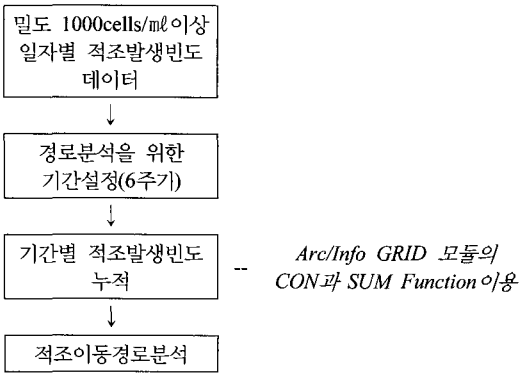 밀도 1000cells/㎖이상
일자별 적조발생빈도
데이터
↓
경로분석을 위한
기간설정(6주기)
↓
기간별 적조발생빈도
누적
-- Arc/Info GRID 모듈의
CON과 SUM Function이용
↓
적조이동경로분석